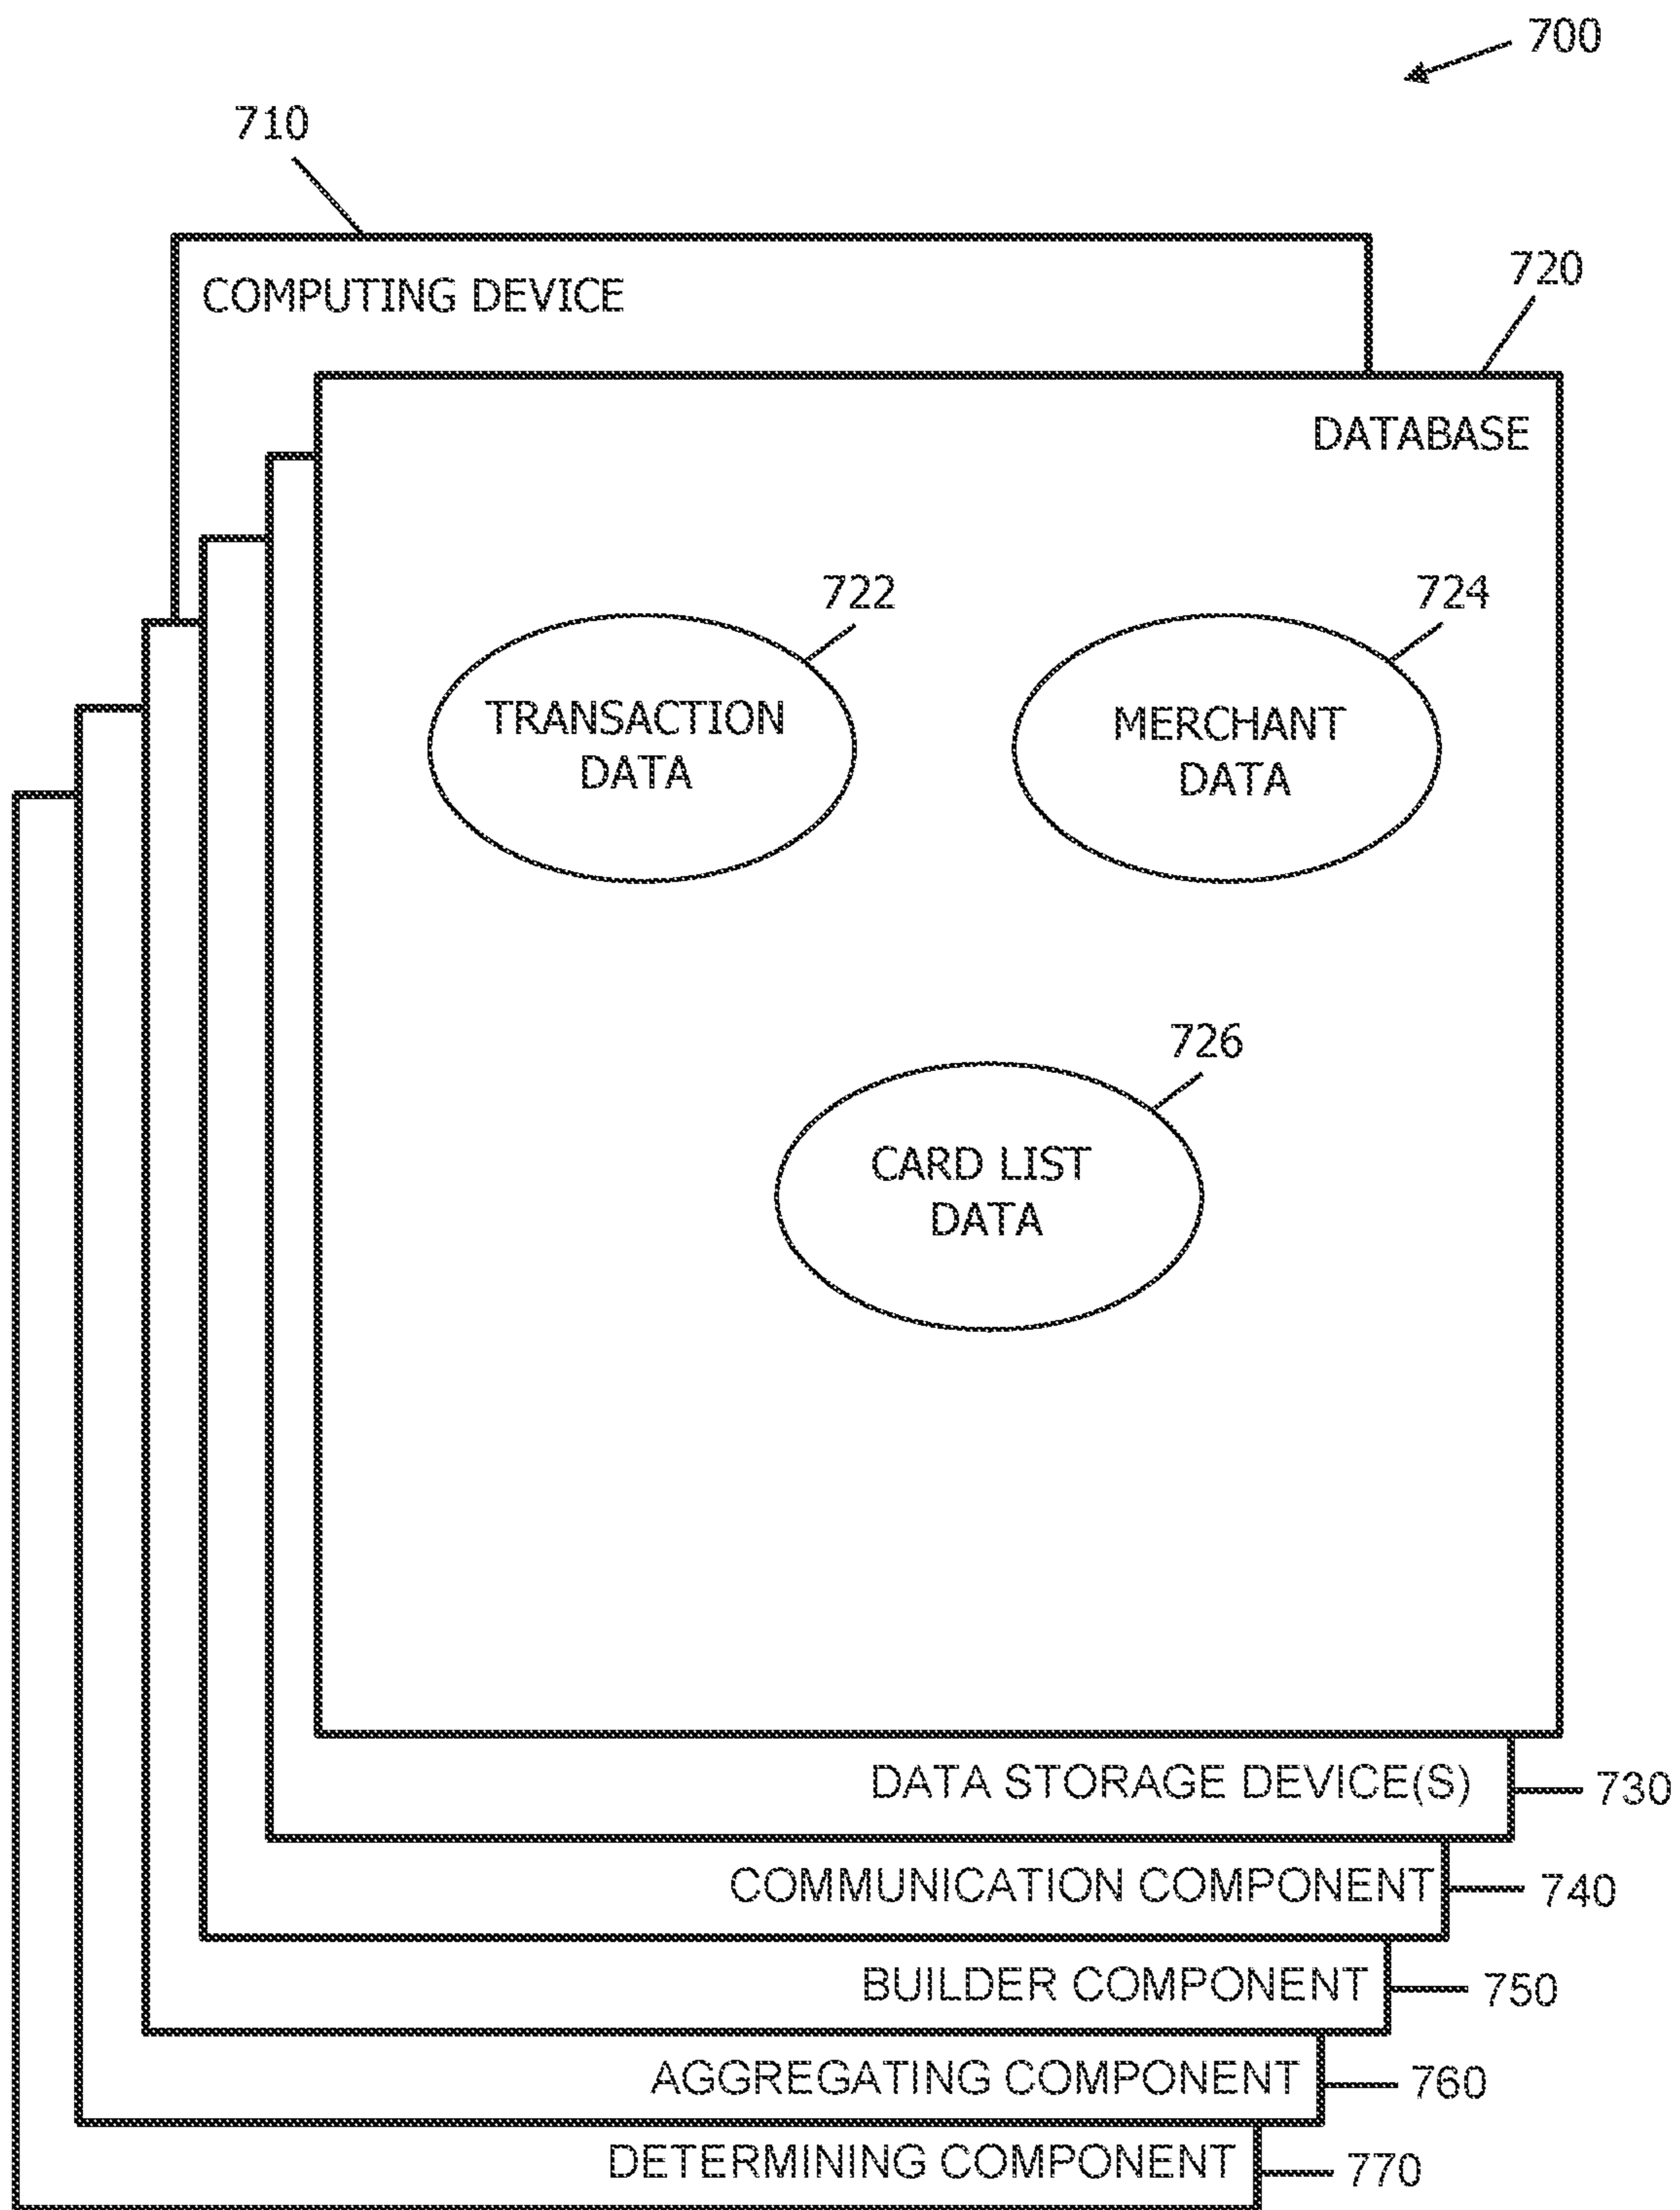 700
710
COMPUTING DEVICE
720
DATABASE
722
724
TRANSACTION
DATA
MERCHANT
DATA
726
CARD LIST
DATA
DATA STORAGE DEVICE(S)
730
COMMUNICATION COMPONENT
740
BUILDER COMPONENT
750
AGGREGATING COMPONENT
760
DETERMINING COMPONENT
770